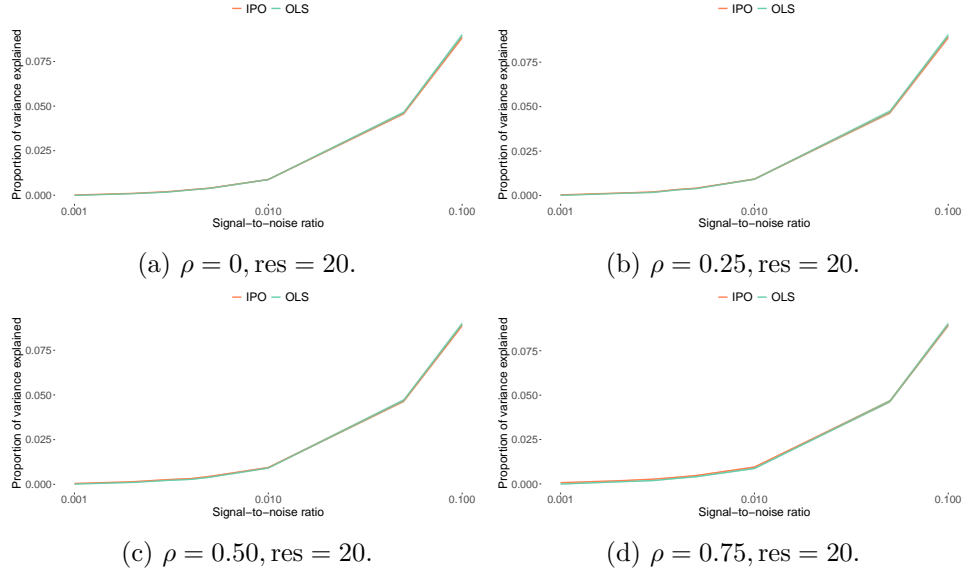 IPO OLS
Proportion of variance explained
0.075
0.050
0.025
0.000
0.001 0.010 0.100
Signal-to-noise ratio
(a) ρ = 0, res = 20.
IPO OLS
Proportion of variance explained
0.075
0.050
0.025
0.000
0.001 0.010 0.100
Signal-to-noise ratio
(b) ρ = 0.25, res = 20.
IPO OLS
Proportion of variance explained
0.075
0.050
0.025
0.000
0.001 0.010 0.100
Signal-to-noise ratio
(c) ρ = 0.50, res = 20.
IPO OLS
Proportion of variance explained
0.075
0.050
0.025
0.000
0.001 0.010 0.100
Signal-to-noise ratio
(d) ρ = 0.75, res = 20.